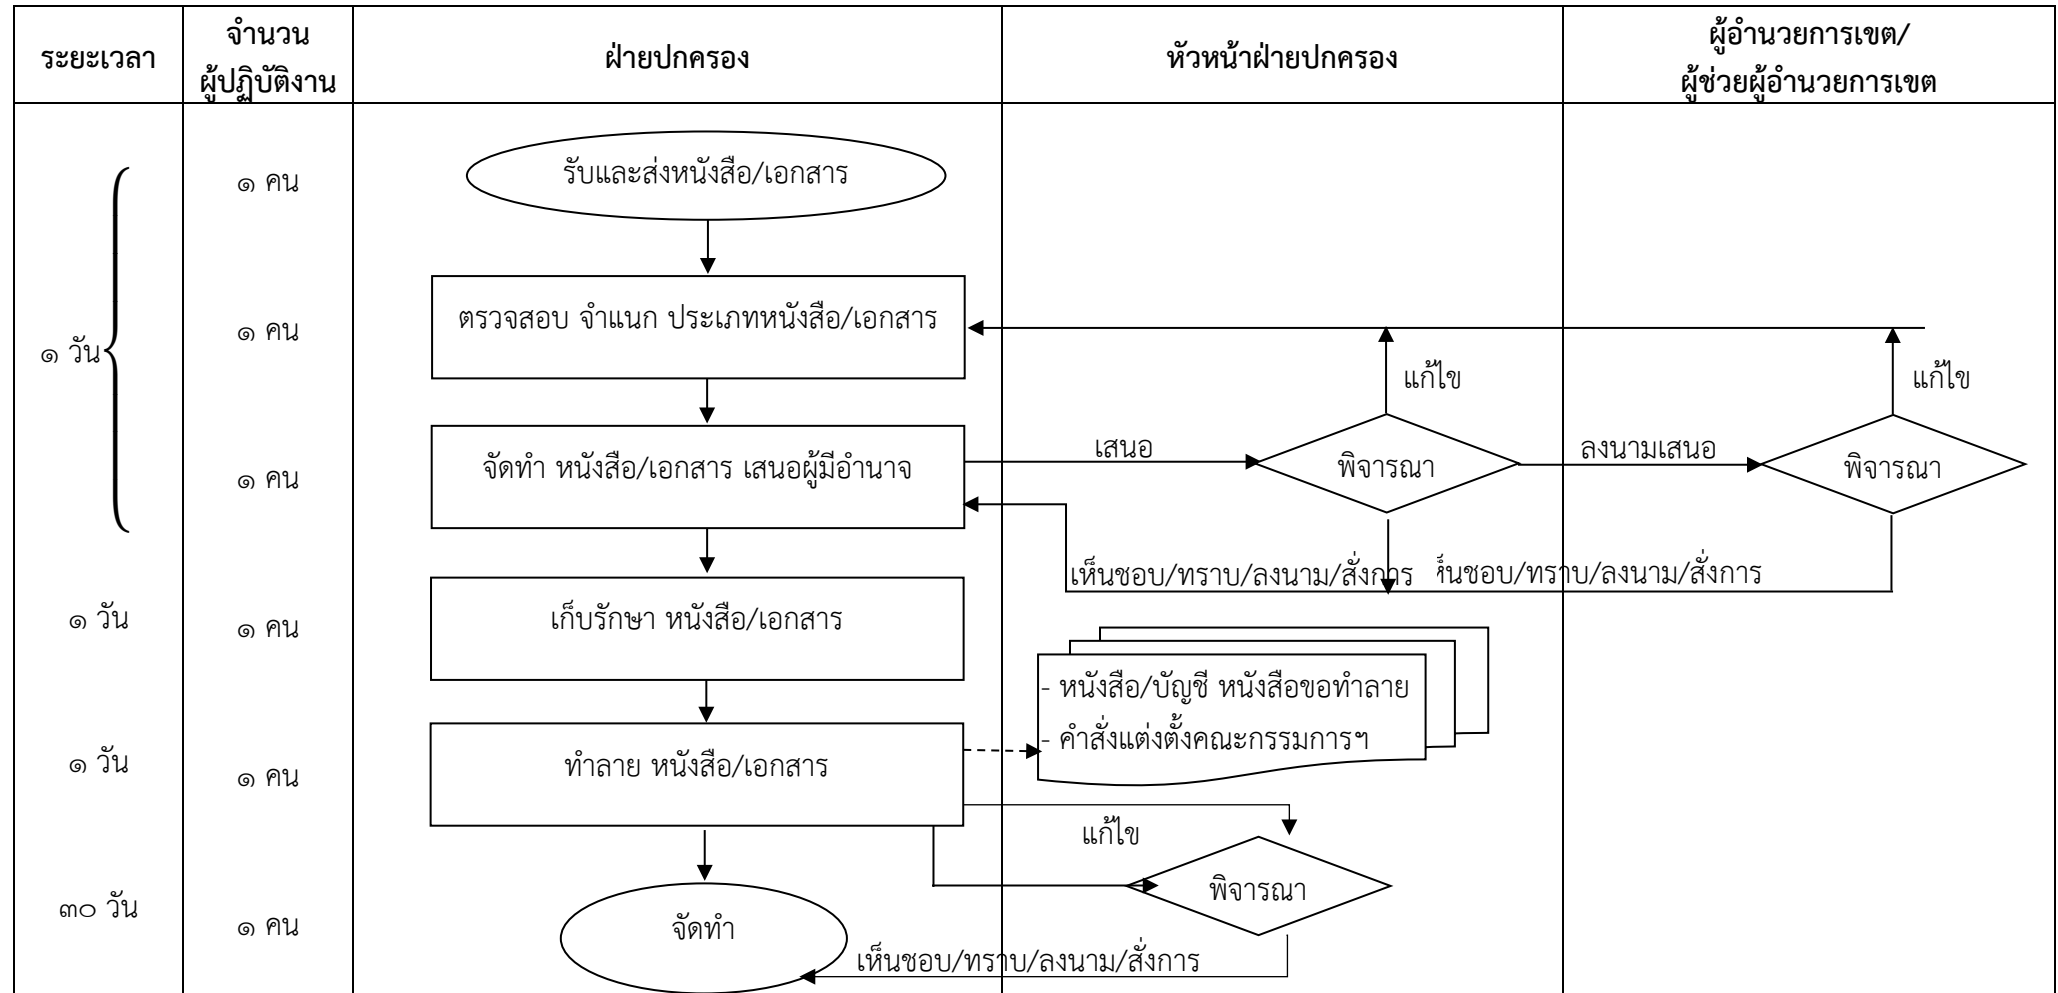 ระยะเวลา
จำนวน
ผู้ปฏิบัติงาน
ฝ่ายปกครอง
หัวหน้าฝ่ายปกครอง
ผู้อำนวยการเขต/
ผู้ช่วยผู้อำนวยการเขต
๑ คน
รับและส่งหนังสือ/เอกสาร
๑ วัน
๑ คน
ตรวจสอบ จำแนก ประเภทหนังสือ/เอกสาร
แก้ไข
แก้ไข
๑ คน
จัดทำ หนังสือ/เอกสาร เสนอผู้มีอำนาจ
เสนอ
พิจารณา
ลงนามเสนอ
พิจารณา
เห็นชอบ/ทราบ/ลงนาม/สั่งการ
ห็นชอบ/ทราบ/ลงนาม/สั่งการ
๑ วัน
๑ คน
เก็บรักษา หนังสือ/เอกสาร
- หนังสือ/บัญชี หนังสือขอทำลาย
- คำสั่งแต่งตั้งคณะกรรมการฯ
๑ วัน
๑ คน
ทำลาย หนังสือ/เอกสาร
แก้ไข
พิจารณา
๓๐ วัน
๑ คน
จัดทำ
เห็นชอบ/ทราบ/ลงนาม/สั่งการ